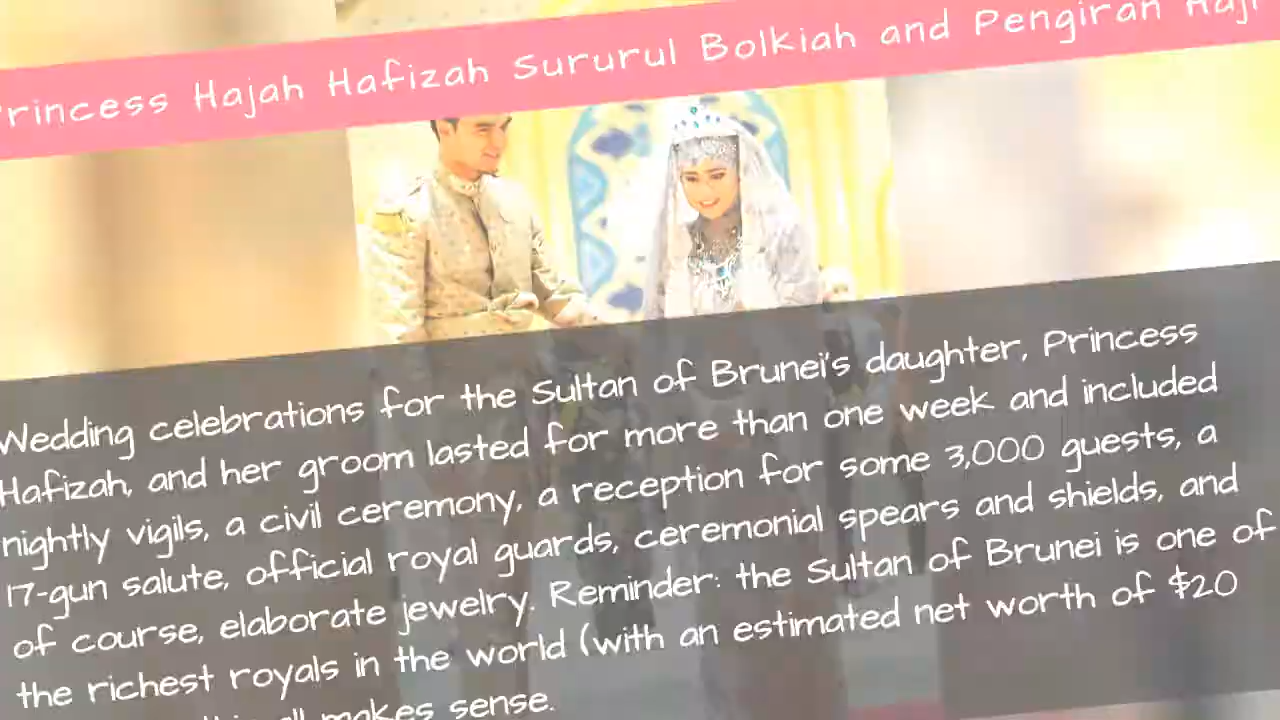 Princess Hajah Hafizah Sururul Bolkiah and Pengiran Haji
Wedding celebrations for the Sultan of Brunei's daughter, Princess
Hafizah, and her groom lasted for more than one week and included
nightly vigils, a civil ceremony, a reception for some 3,000 guests, a
17-gun salute, official royal guards, ceremonial spears and shields, and
of course, elaborate jewelry. Reminder: the Sultan of Brunei is one of
the richest royals in the world (with an estimated net worth of $20
all makes sense.